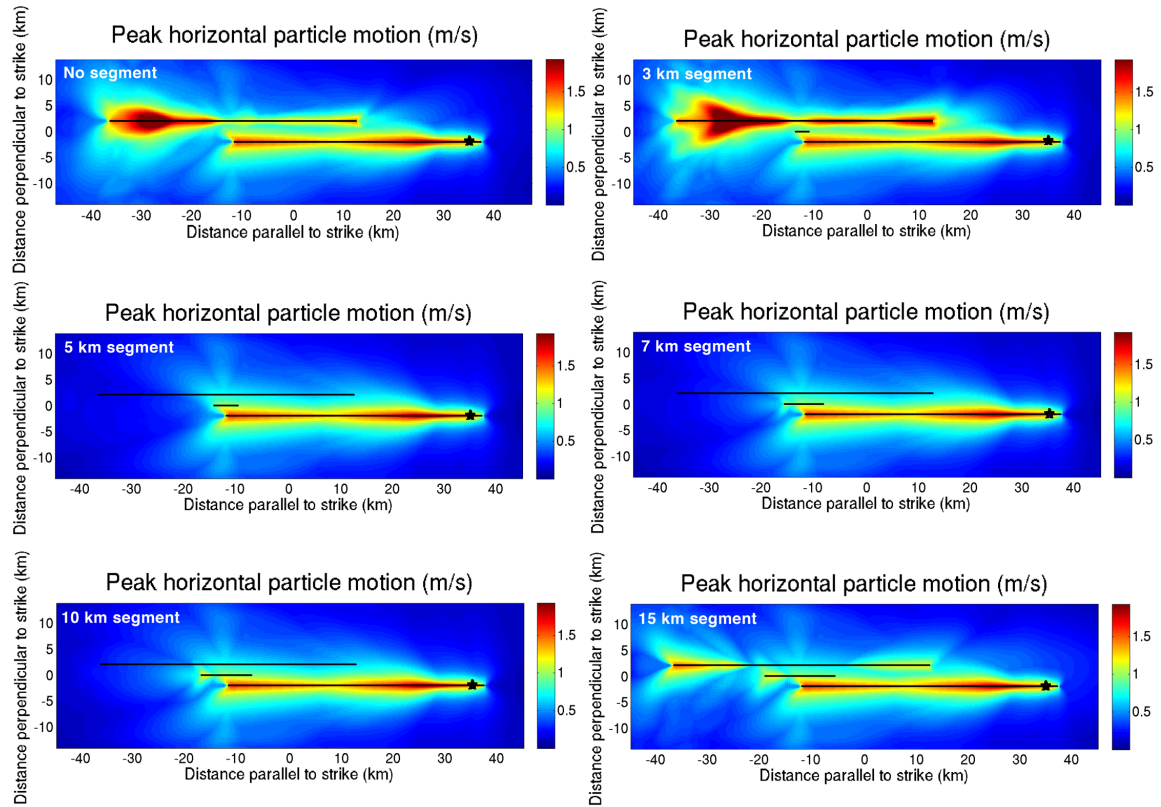 Peak horizontal particle motion (m/s)
No segment
Distance perpendicular to strike (km)
10
5
0
-5
-10
-40 -30 -20 -10 0 10 20 30 40
Distance parallel to strike (km)
1.5
1
0.5
Peak horizontal particle motion (m/s)
3 km segment
Distance perpendicular to strike (km)
10
5
0
-5
-10
-40 -30 -20 -10 0 10 20 30 40
Distance parallel to strike (km)
1.5
1
0.5
Peak horizontal particle motion (m/s)
5 km segment
Distance perpendicular to strike (km)
10
5
0
-5
-10
-40 -30 -20 -10 0 10 20 30 40
Distance parallel to strike (km)
1.5
1
0.5
Peak horizontal particle motion (m/s)
7 km segment
Distance perpendicular to strike (km)
10
5
0
-5
-10
-40 -30 -20 -10 0 10 20 30 40
Distance parallel to strike (km)
1.5
1
0.5
Peak horizontal particle motion (m/s)
10 km segment
Distance perpendicular to strike (km)
10
5
0
-5
-10
-40 -30 -20 -10 0 10 20 30 40
Distance parallel to strike (km)
1.5
1
0.5
Peak horizontal particle motion (m/s)
15 km segment
Distance perpendicular to strike (km)
10
5
0
-5
-10
-40 -30 -20 -10 0 10 20 30 40
Distance parallel to strike (km)
1.5
1
0.5